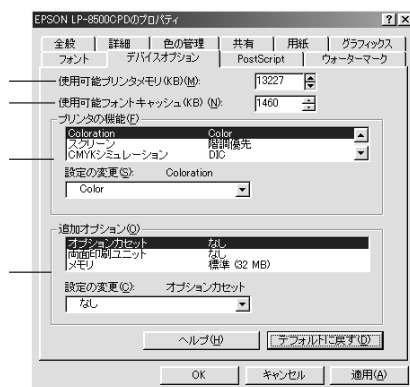 EPSON LP-8500CPDのプロパティ
全般 詳細 色の管理 共有 用紙 グラフィックス
フォント デバイスオプション PostScript ウォーターマーク
使用可能プリンタメモリ(KB)(M): 13227
使用可能フォントキャッシュ(KB) (N): 1460
プリンタの機能(F)
Coloration Color
スクリーン 階調優先
CMYKシミュレーション DIC
設定の変更(S): Coloration
Color
追加オプション(O)
オプションカセット なし
両面印刷ユニット なし
メモリ 標準 (32 MB)
設定の変更(C): オプションカセット
なし
ヘルプ(H) デフォルトに戻す(D)
OK キャンセル 適用(A)